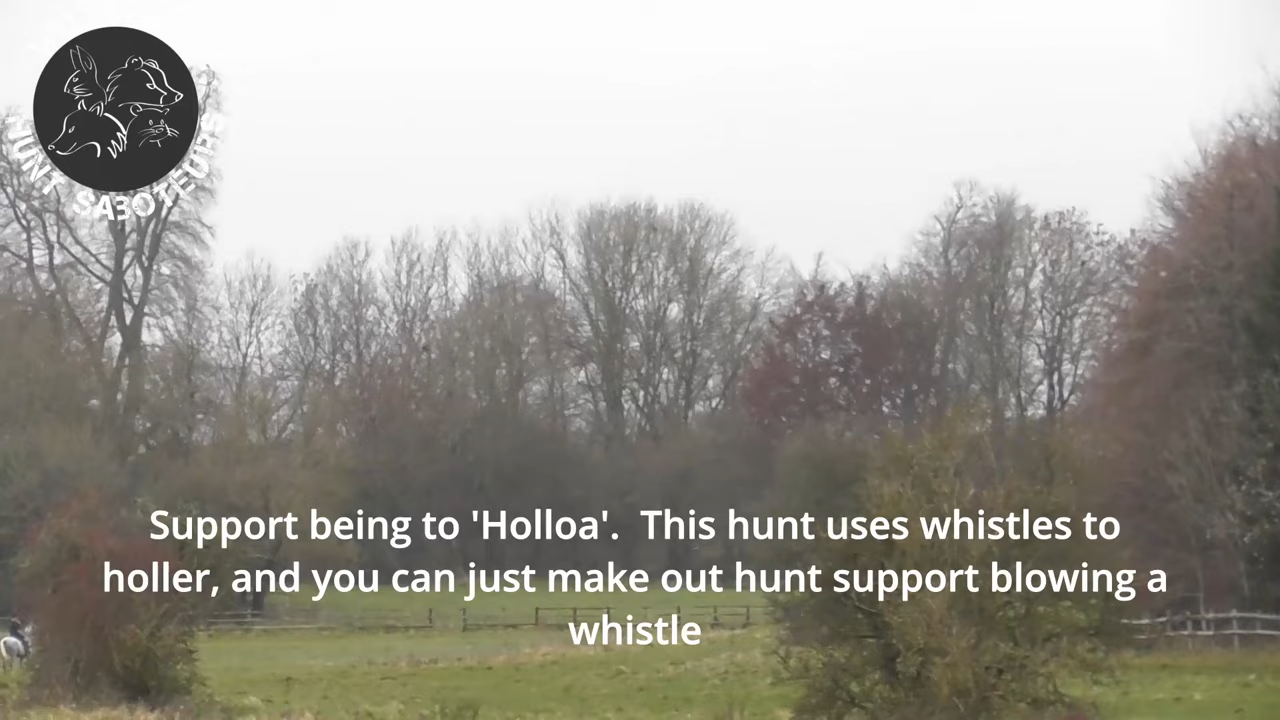 HUNT SABOTEURS
Support being to 'Holloa'.  This hunt uses whistles to
holler, and you can just make out hunt support blowing a
whistle